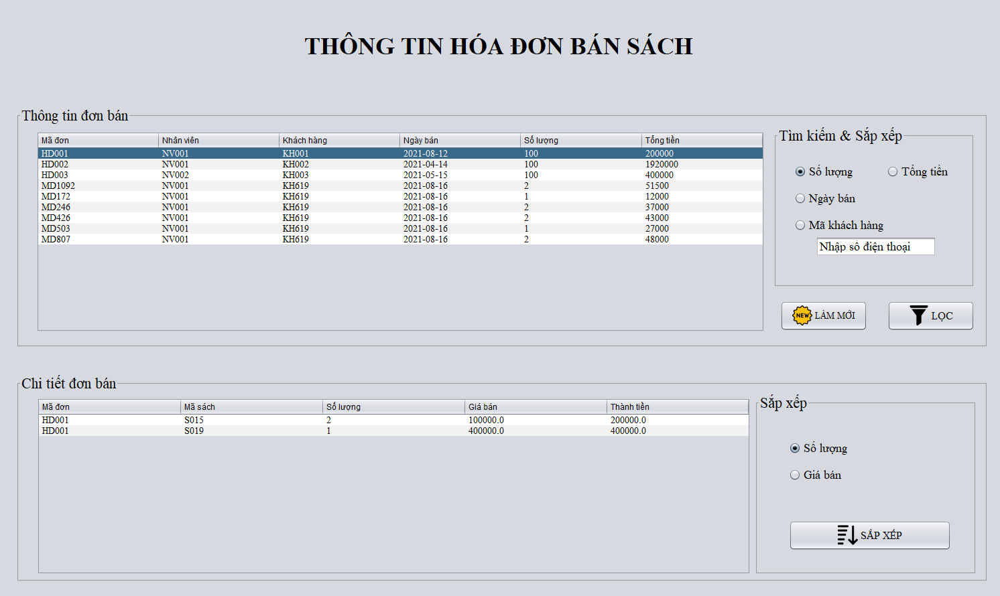 THÔNG TIN HÓA ĐƠN BÁN SÁCH
Thông tin đơn bán
Mã đơn Nhân viên Khách hàng Ngày bán Số lượng Tổng tiền
HD001 NV001 KH001 2021-08-12 100 200000
HD002 NV001 KH002 2021-04-14 100 1920000
HD003 NV002 KH003 2021-05-15 100 400000
MD1092 NV001 KH619 2021-08-16 2 51500
MD172 NV001 KH619 2021-08-16 1 12000
MD246 NV001 KH619 2021-08-16 2 37000
MD426 NV001 KH619 2021-08-16 2 43000
MD503 NV001 KH619 2021-08-16 1 27000
MD807 NV001 KH619 2021-08-16 2 48000
Tìm kiếm & Sắp xếp
Số lượng Tổng tiền
Ngày bán
Mã khách hàng
Nhập số điện thoại
NEW LÀM MỚI LỌC
Chi tiết đơn bán
Mã đơn Mã sách Số lượng Giá bán Thành tiền
HD001 S015 2 100000.0 200000.0
HD001 S019 1 400000.0 400000.0
Sắp xếp
Số lượng
Giá bán
SẮP XẾP